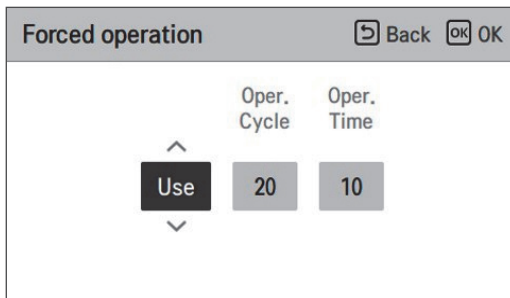 Forced operation
Back OK OK
Oper. Oper.
Cycle Time
Use 20 10